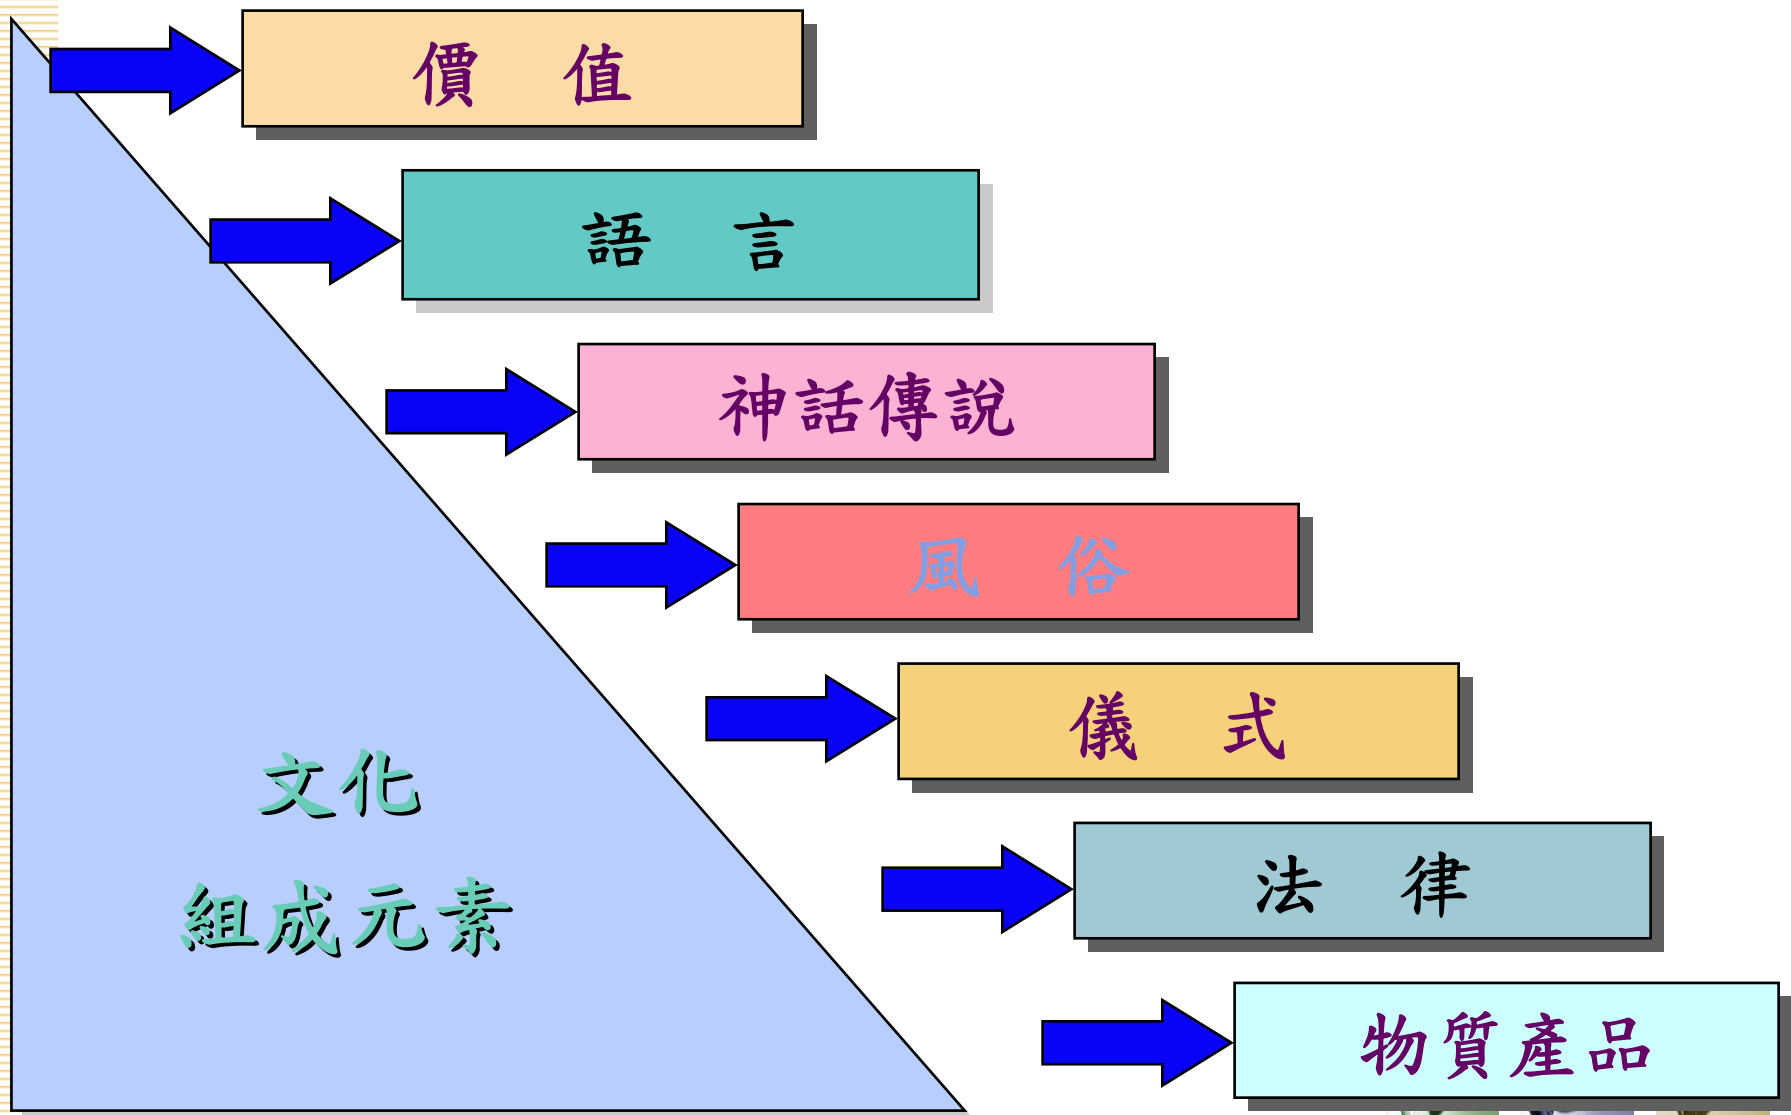 價 值
語 言
神話傳說
風 俗
儀 式
法 律
物質產品
文化
組成元素